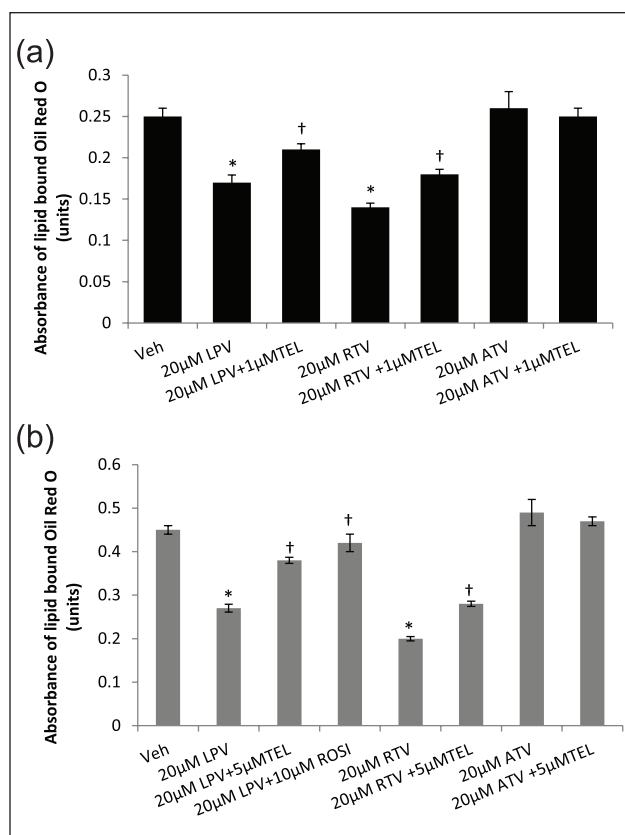 (a)
Absorbance of lipid bound Oil Red O
(units)
0.3
0.25
0.2
0.15
0.1
0.05
0
*
†
*
†
Veh
20µM LPV
20µM LPV+1µMTEL
20µM RTV
20µM RTV +1µMTEL
20µM ATV
20µM ATV +1µMTEL
(b)
Absorbance of lipid bound Oil Red O
(units)
0.6
0.5
0.4
0.3
0.2
0.1
0
*
†
†
*
†
Veh
20µM LPV
20µM LPV+5µMTEL
20µM LPV+10µM ROSI
20µM RTV
20µM RTV +5µMTEL
20µM ATV
20µM ATV +5µMTEL